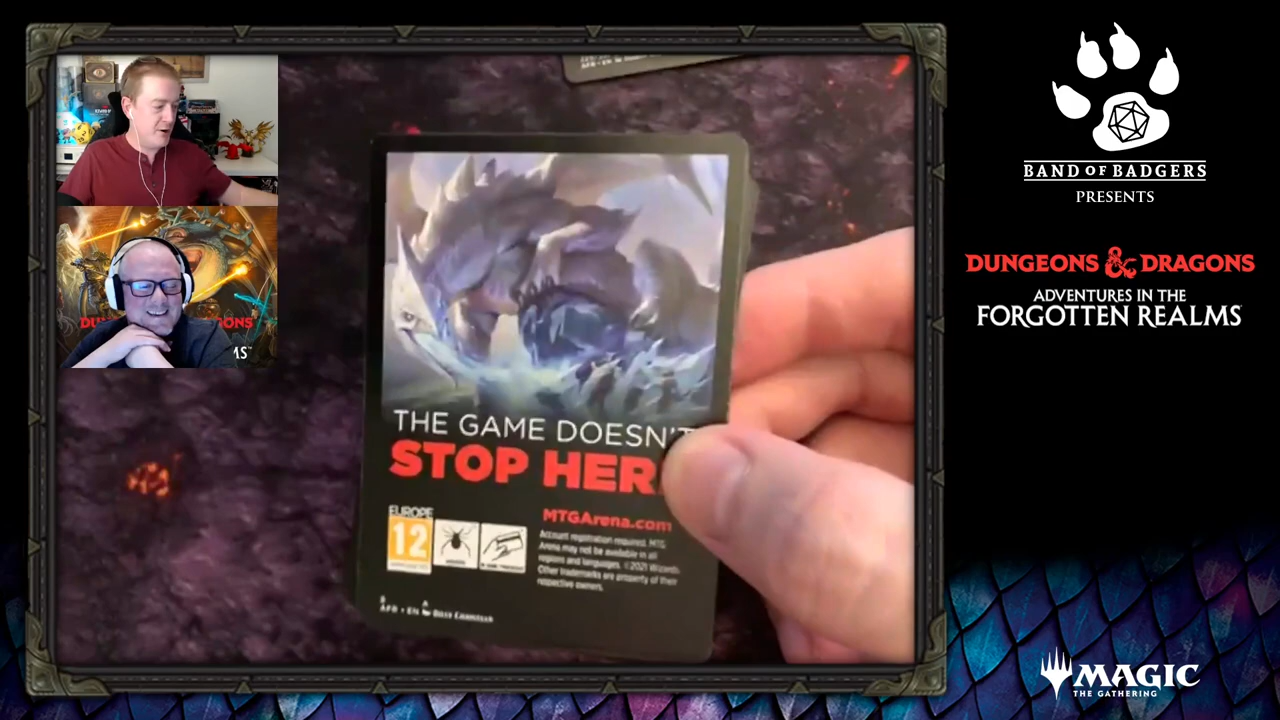 BAND OF BADGERS
PRESENTS
DUNGEONS & DRAGONS
ADVENTURES IN THE
FORGOTTEN REALMS
THE GAME DOESN'T
STOP HER
EUROPE
12
MTGArena.com
Account registration required. MTG
Arena may not be available in all
regions and languages. ©2021 Wizards.
Other trademarks are property of their
respective owners.
AFR • EN
MAGIC
THE GATHERING